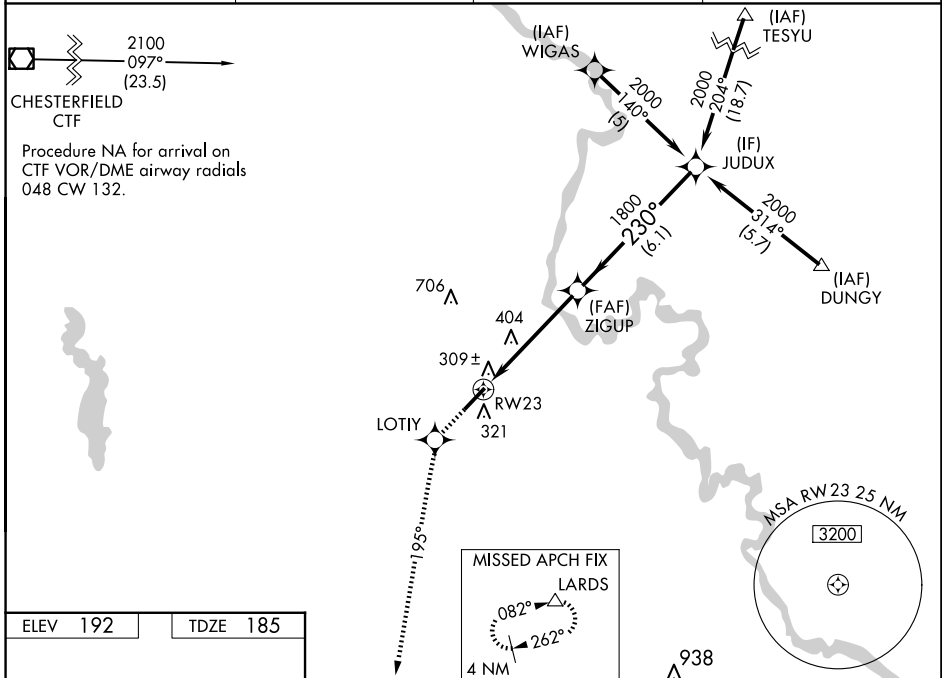 2100
097°
(23.5)
CHESTERFIELD
CTF
Procedure NA for arrival on
CTF VOR/DME airway radials
048 CW 132.
(IAF)
WIGAS
(IAF)
TESYU
2000
140°
(5)
2000
204°
(18.7)
(IF)
JUDUX
2000
314°
(5.7)
(IAF)
DUNGY
1800
230°
(6.1)
(FAF)
ZIGUP
706
404
309±
RW23
321
LOTIY
195°
MSA RW23 25 NM
3200
MISSED APCH FIX
LARDS
082°
262°
4 NM
938
ELEV 192
TDZE 185